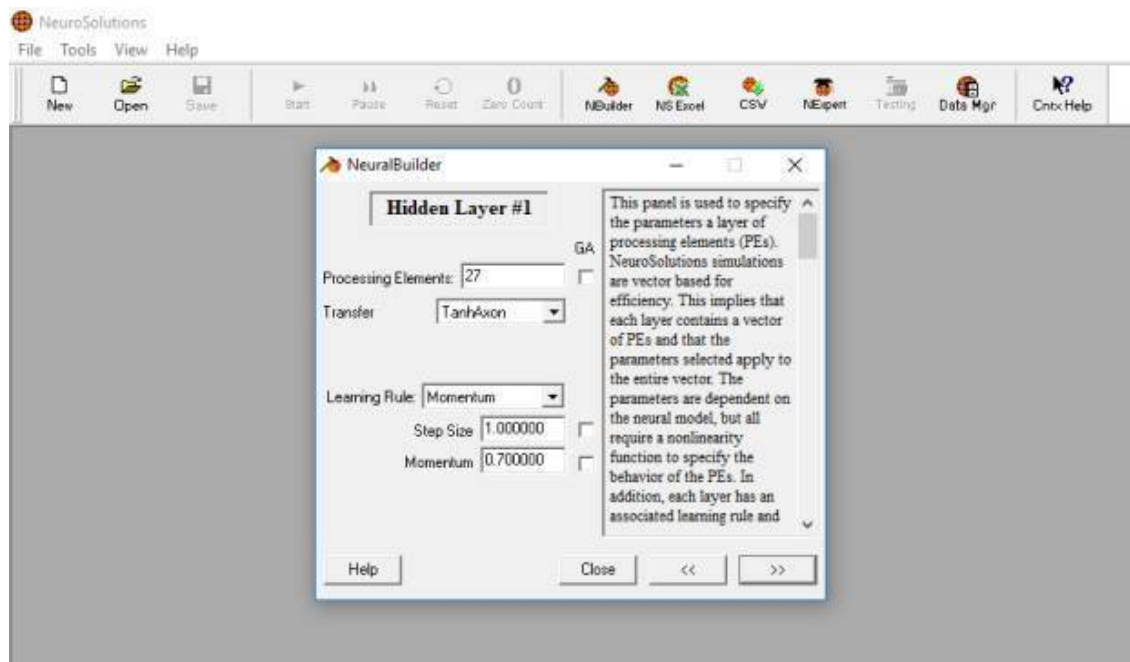 NeuroSolutions
File Tools View Help
New Open Save Start Pause Reset Zero Count NBuilder NS Excel CSV NExpert Testing Data Mgr Cntx Help
NeuralBuilder
Hidden Layer #1
GA
Processing Elements: 27
Transfer TanhAxon
Learning Rule: Momentum
Step Size 1.000000
Momentum 0.700000
This panel is used to specify
the parameters a layer of
processing elements (PEs).
NeuroSolutions simulations
are vector based for
efficiency. This implies that
each layer contains a vector
of PEs and that the
parameters selected apply to
the entire vector. The
parameters are dependent on
the neural model, but all
require a nonlinearity
function to specify the
behavior of the PEs. In
addition, each layer has an
associated learning rule and
Help Close << >>